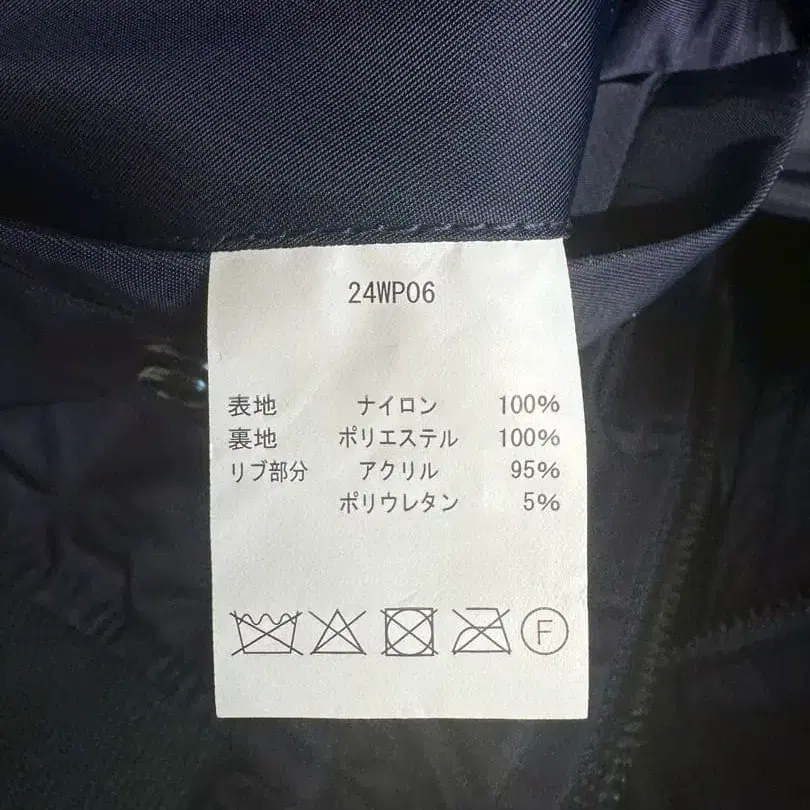 24WP06
表地 ナイロン 100%
裏地 ポリエステル 100%
リブ部分 アクリル 95%
ポリウレタン 5%
F